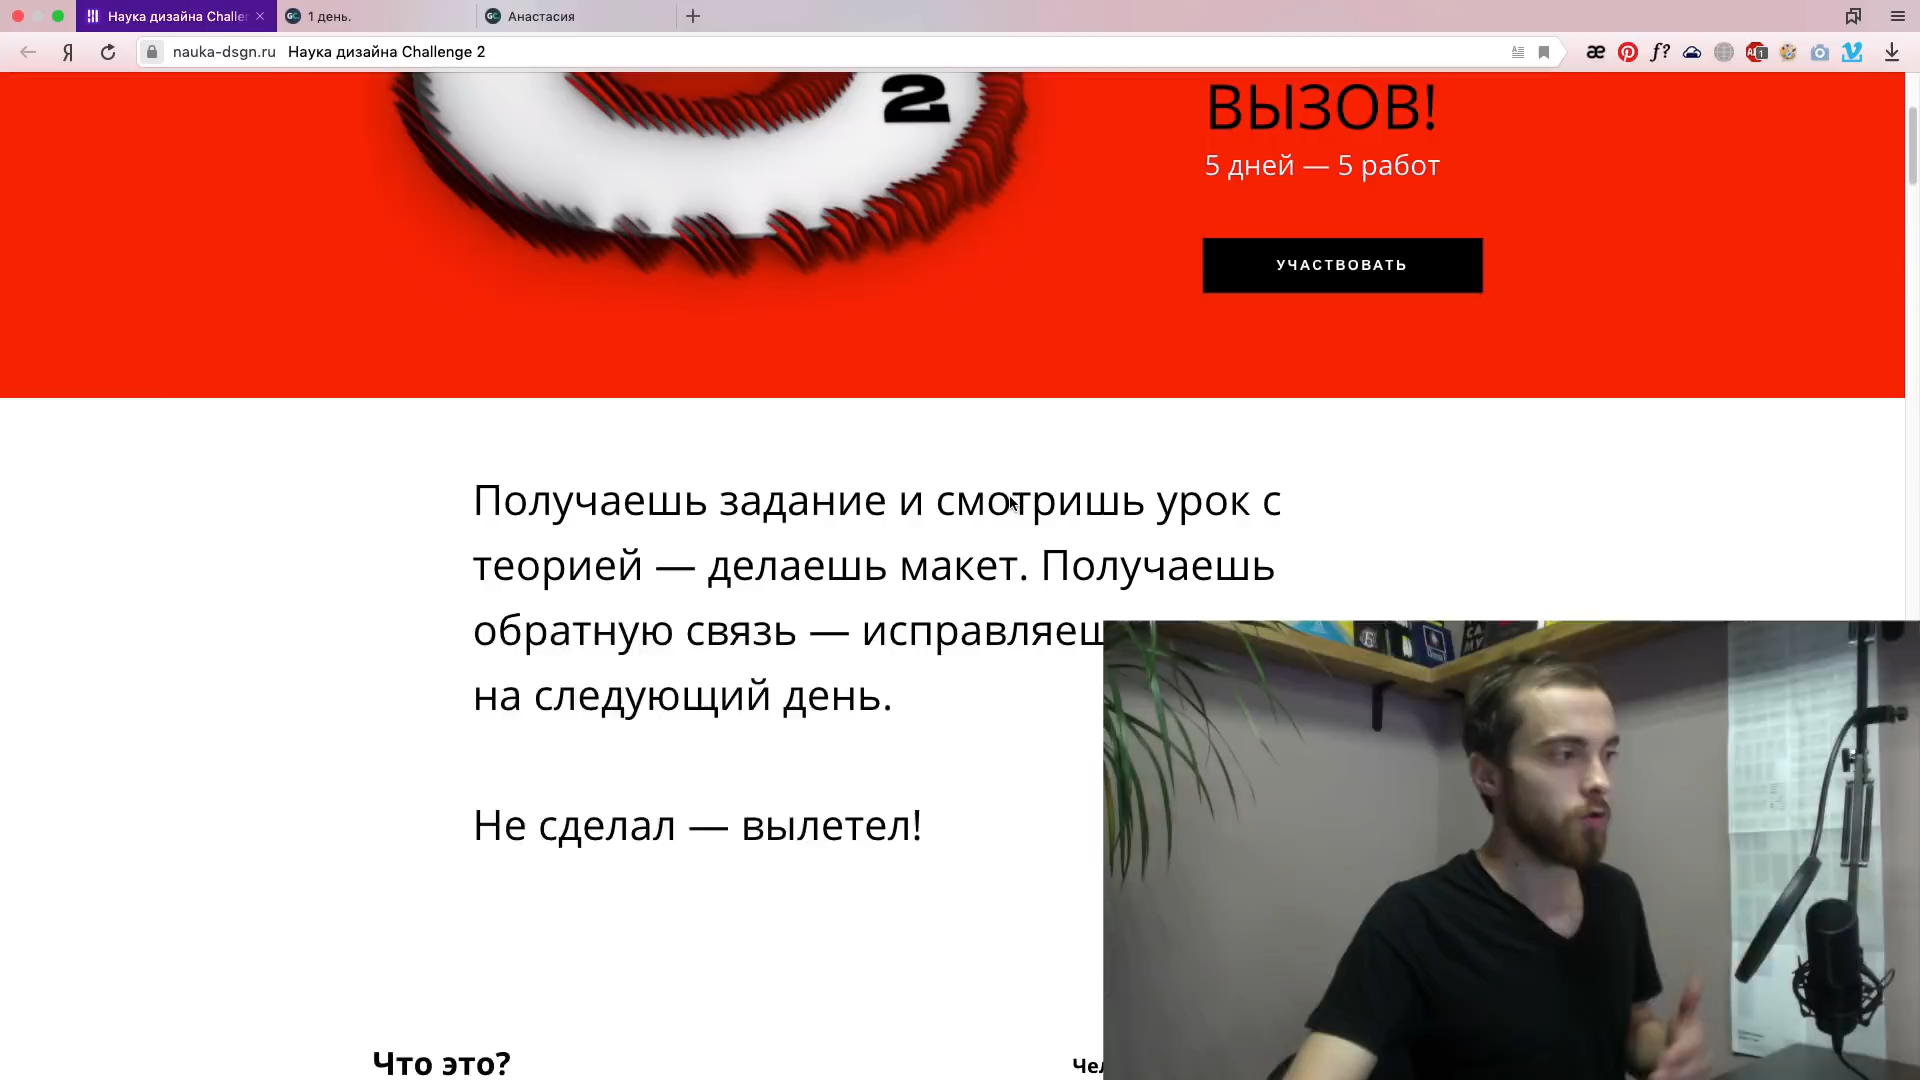 Наука дизайна Challe
1 день.
Анастасия
nauka-dsgn.ru Наука дизайна Challenge 2
2
ВЫЗОВ!
5 дней — 5 работ
УЧАСТВОВАТЬ
Получаешь задание и смотришь урок с
теорией — делаешь макет. Получаешь
обратную связь — исправляеш
на следующий день.
Не сделал — вылетел!
Что это?
Чел